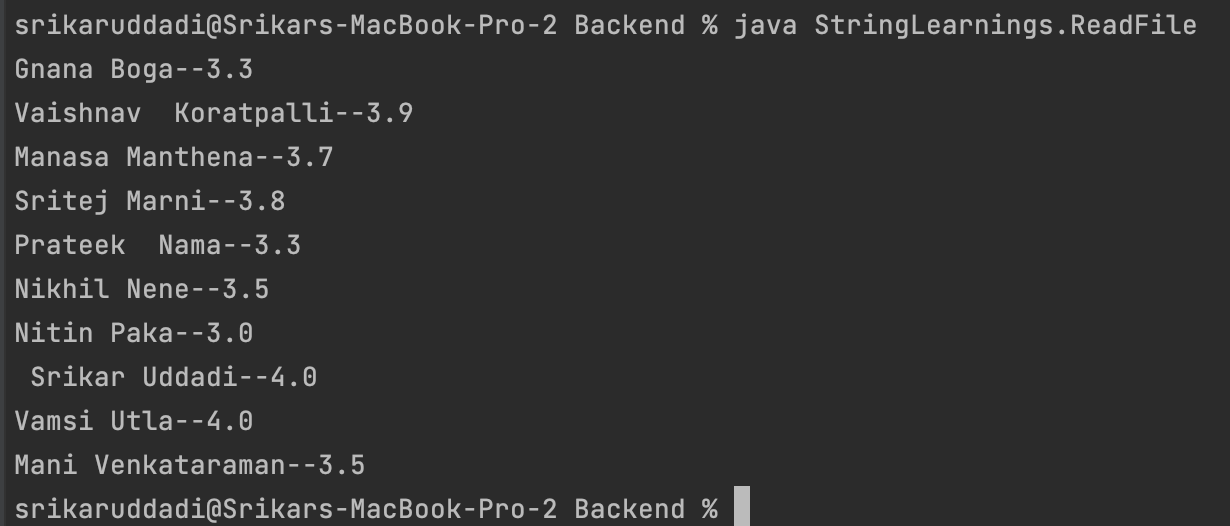 srikaruddadi@Srikars-MacBook-Pro-2 Backend % java StringLearnings.ReadFile
Gnana Boga--3.3
Vaishnav  Koratpalli--3.9
Manasa Manthena--3.7
Sritej Marni--3.8
Prateek  Nama--3.3
Nikhil Nene--3.5
Nitin Paka--3.0
 Srikar Uddadi--4.0
Vamsi Utla--4.0
Mani Venkataraman--3.5
srikaruddadi@Srikars-MacBook-Pro-2 Backend %